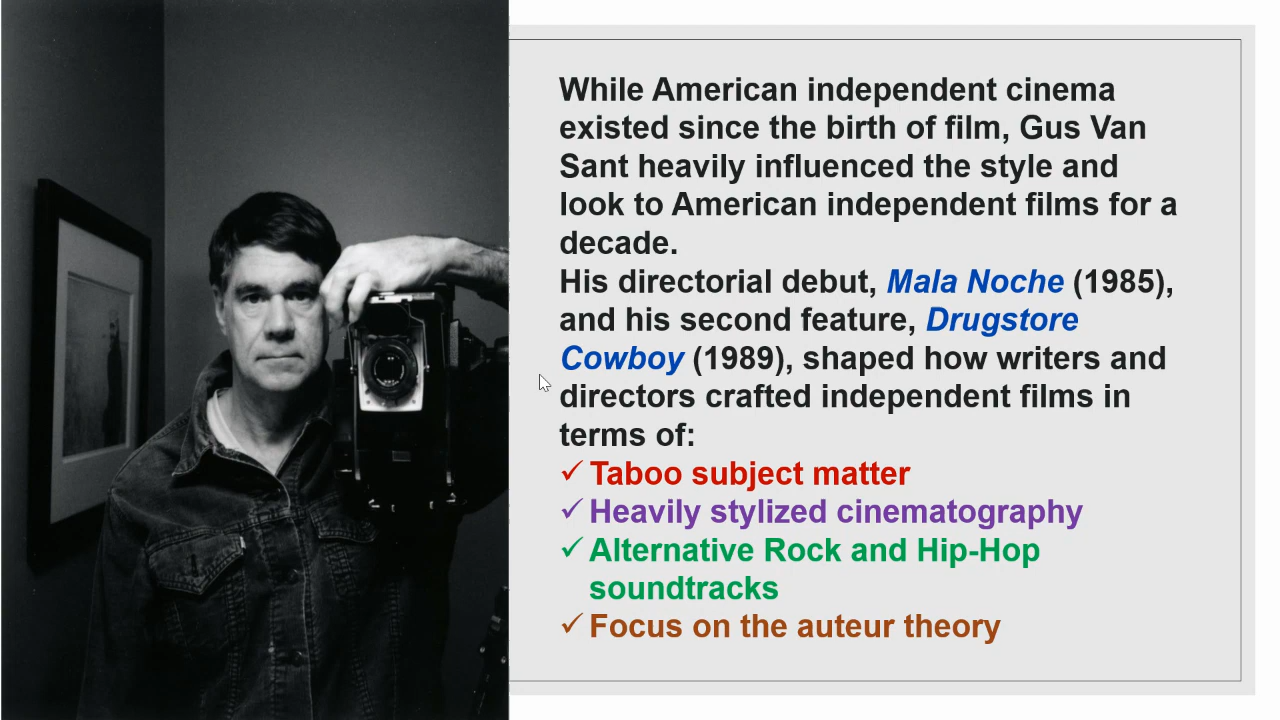 While American independent cinema
existed since the birth of film, Gus Van
Sant heavily influenced the style and
look to American independent films for a
decade.
His directorial debut, Mala Noche (1985),
and his second feature, Drugstore
Cowboy (1989), shaped how writers and
directors crafted independent films in
terms of:
✓ Taboo subject matter
✓ Heavily stylized cinematography
✓ Alternative Rock and Hip-Hop
soundtracks
✓ Focus on the auteur theory